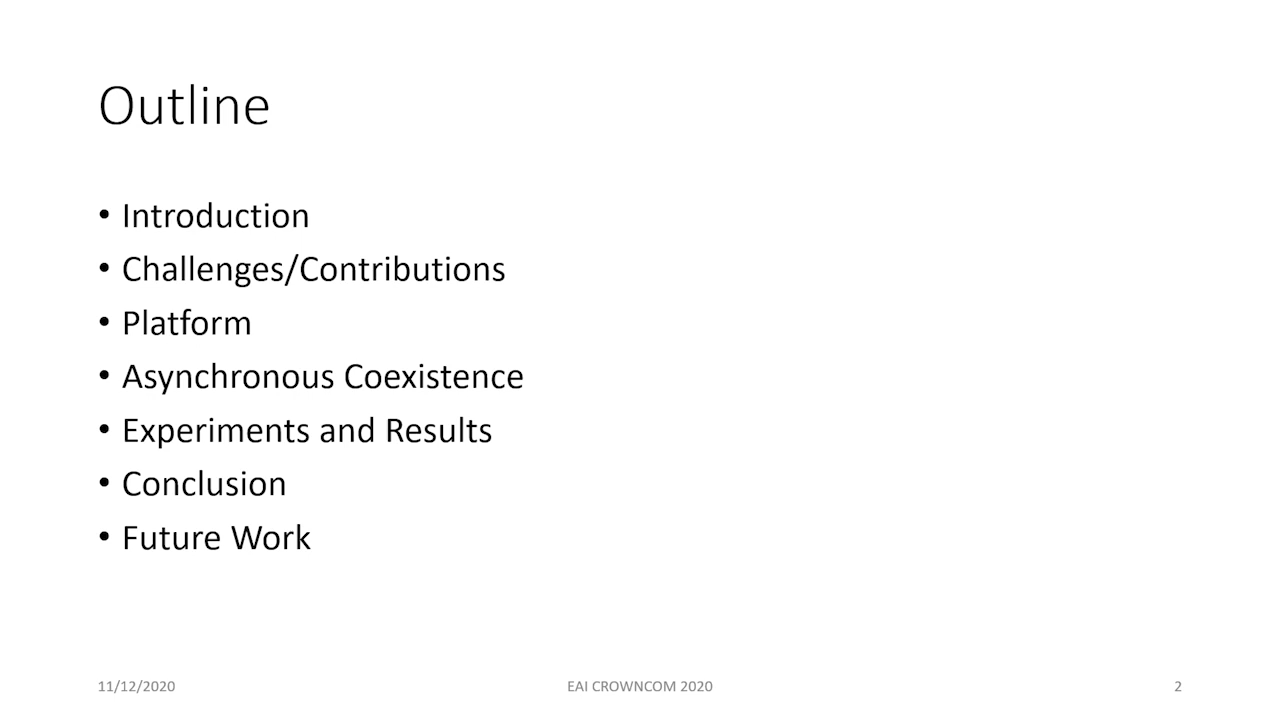 Outline
• Introduction
• Challenges/Contributions
• Platform
• Asynchronous Coexistence
• Experiments and Results
• Conclusion
• Future Work
11/12/2020
EAI CROWNCOM 2020
2